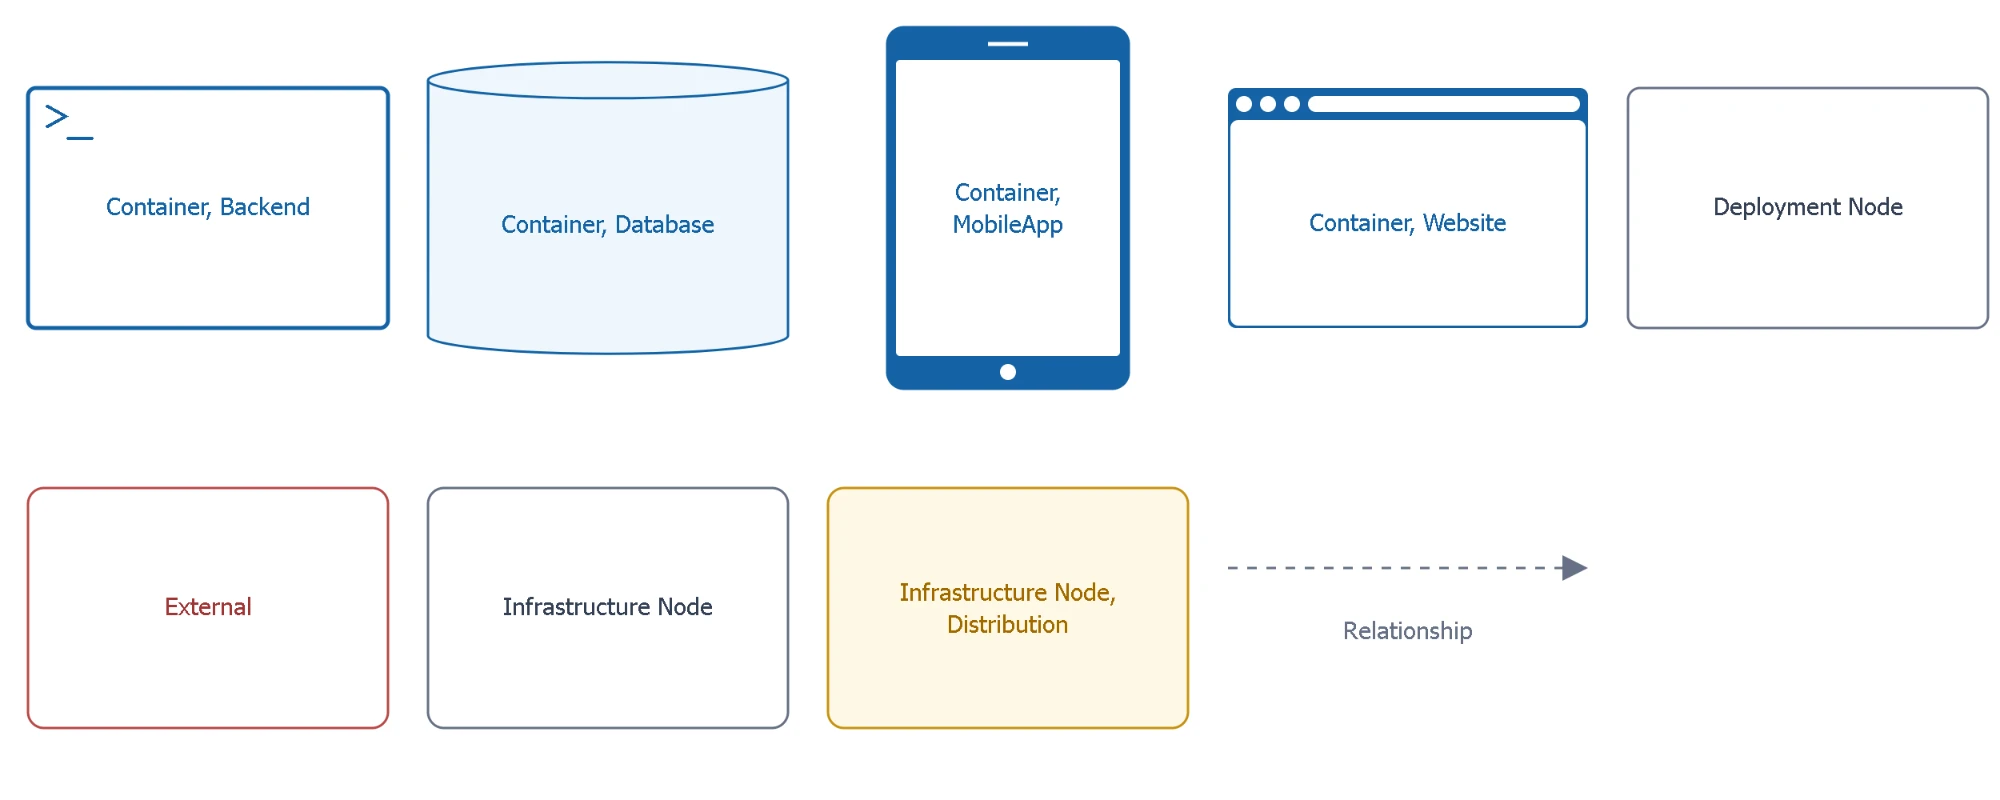 >_
Container, Backend
Container, Database
Container,
MobileApp
Container, Website
Deployment Node
External
Infrastructure Node
Infrastructure Node,
Distribution
Relationship